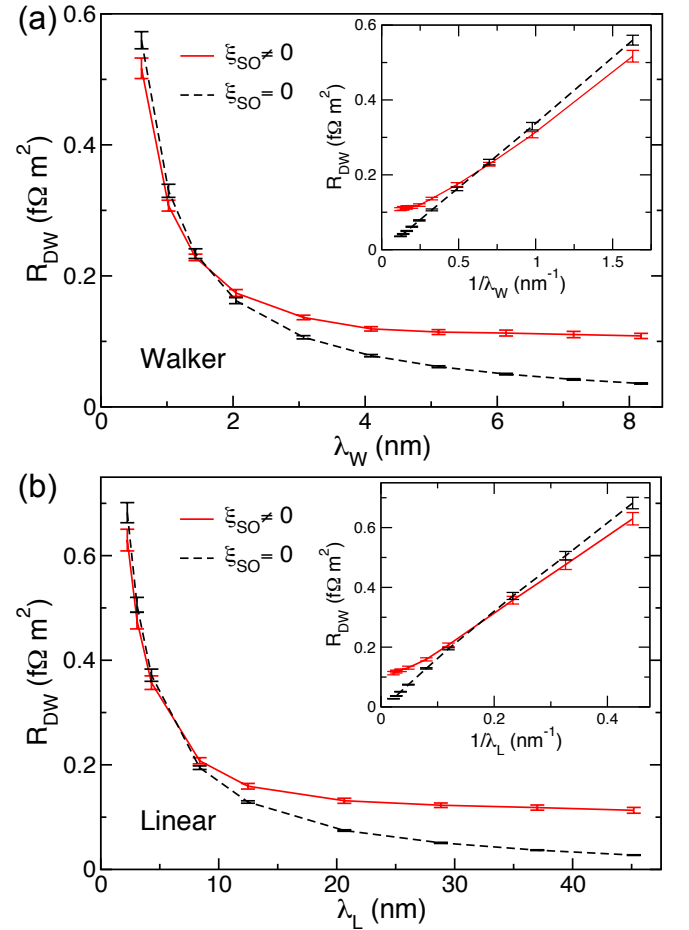 (a)
ξSO ≠ 0
ξSO = 0
RDW (fΩ m²)
0.6
0.4
0.2
0
0 2 4 6 8
λW (nm)
Walker
RDW (fΩ m²)
0.6
0.4
0.2
0
0 0.5 1 1.5
1/λW (nm⁻¹)
(b)
ξSO ≠ 0
ξSO = 0
RDW (fΩ m²)
0.6
0.4
0.2
0
0 10 20 30 40
λL (nm)
Linear
RDW (fΩ m²)
0.8
0.6
0.4
0.2
0
0 0.2 0.4
1/λL (nm⁻¹)